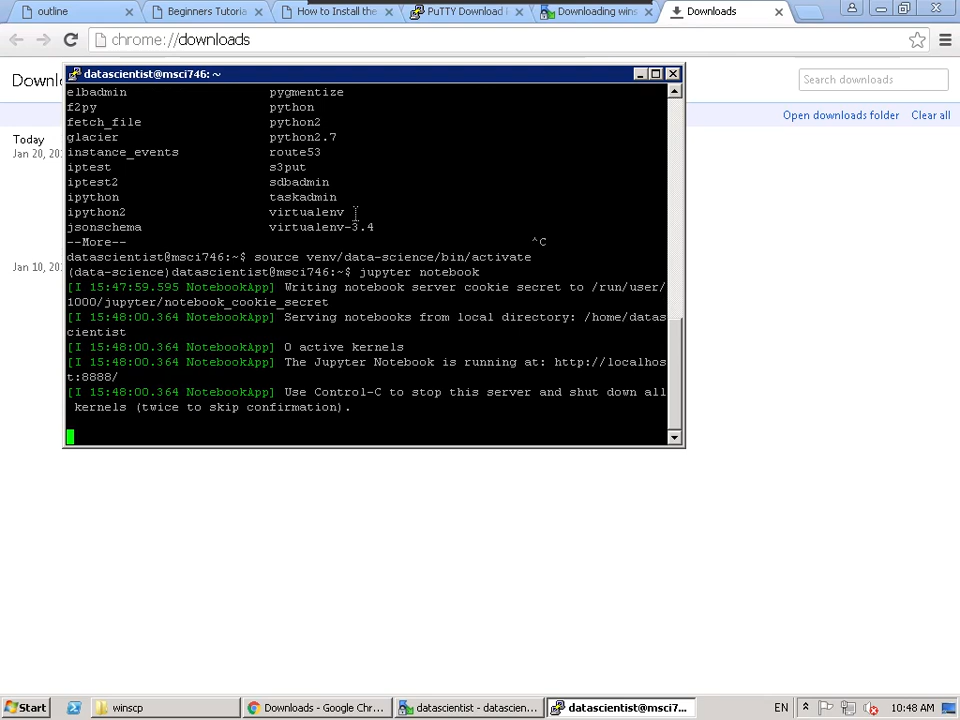 outline
Beginners Tutoria
How to Install the
PuTTY Download
Downloading wins
Downloads
chrome://downloads
Search downloads
Open downloads folder
Clear all
Today
Jan 20, 20
Jan 10, 20
datascientist@msci746: ~
elbadmin pygmentize
f2py python
fetch_file python2
glacier python2.7
instance_events route53
iptest s3put
iptest2 sdbadmin
ipython taskadmin
ipython2 virtualenv
jsonschema virtualenv-3.4
--More-- ^C
datascientist@msci746:~$ source venv/data-science/bin/activate
(data-science)datascientist@msci746:~$ jupyter notebook
[I 15:47:59.595 NotebookApp] Writing notebook server cookie secret to /run/user/
1000/jupyter/notebook_cookie_secret
[I 15:48:00.364 NotebookApp] Serving notebooks from local directory: /home/datas
cientist
[I 15:48:00.364 NotebookApp] 0 active kernels
[I 15:48:00.364 NotebookApp] The Jupyter Notebook is running at: http://localhos
t:8888/
[I 15:48:00.364 NotebookApp] Use Control-C to stop this server and shut down all
kernels (twice to skip confirmation).
Start
winscp
Downloads - Google Chr...
datascientist - datascien...
datascientist@msci7...
EN
10:48 AM